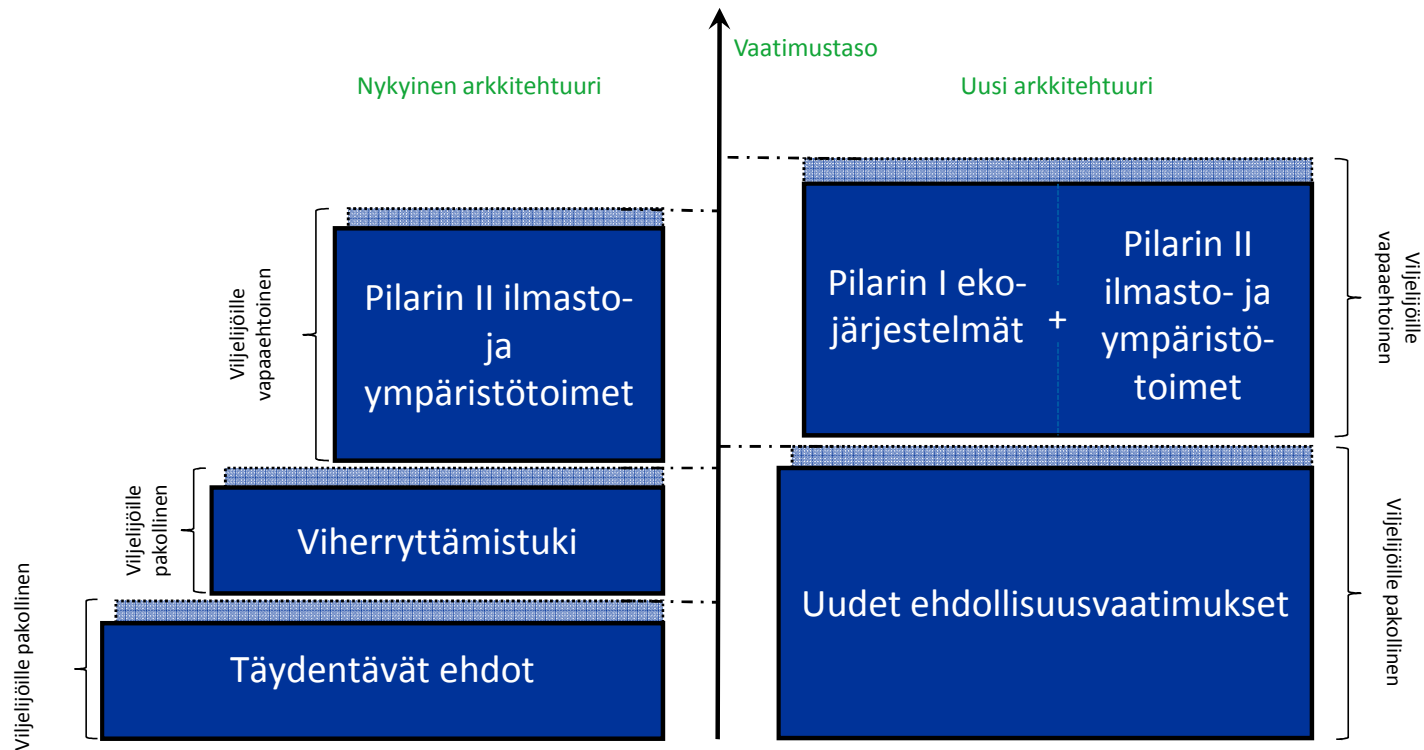 Vaatimustaso
Nykyinen arkkitehtuuri
Uusi arkkitehtuuri
Viljelijöille
vapaaehtoinen
Pilarin II ilmasto-
ja
ympäristötoimet
Viljelijöille
pakollinen
Viherryttämistuki
Viljelijöille pakollinen
Täydentävät ehdot
Pilarin I eko-
järjestelmät
+
Pilarin II
ilmasto- ja
ympäristö-
toimet
Viljelijöille
vapaaehtoinen
Uudet ehdollisuusvaatimukset
Viljelijöille pakollinen